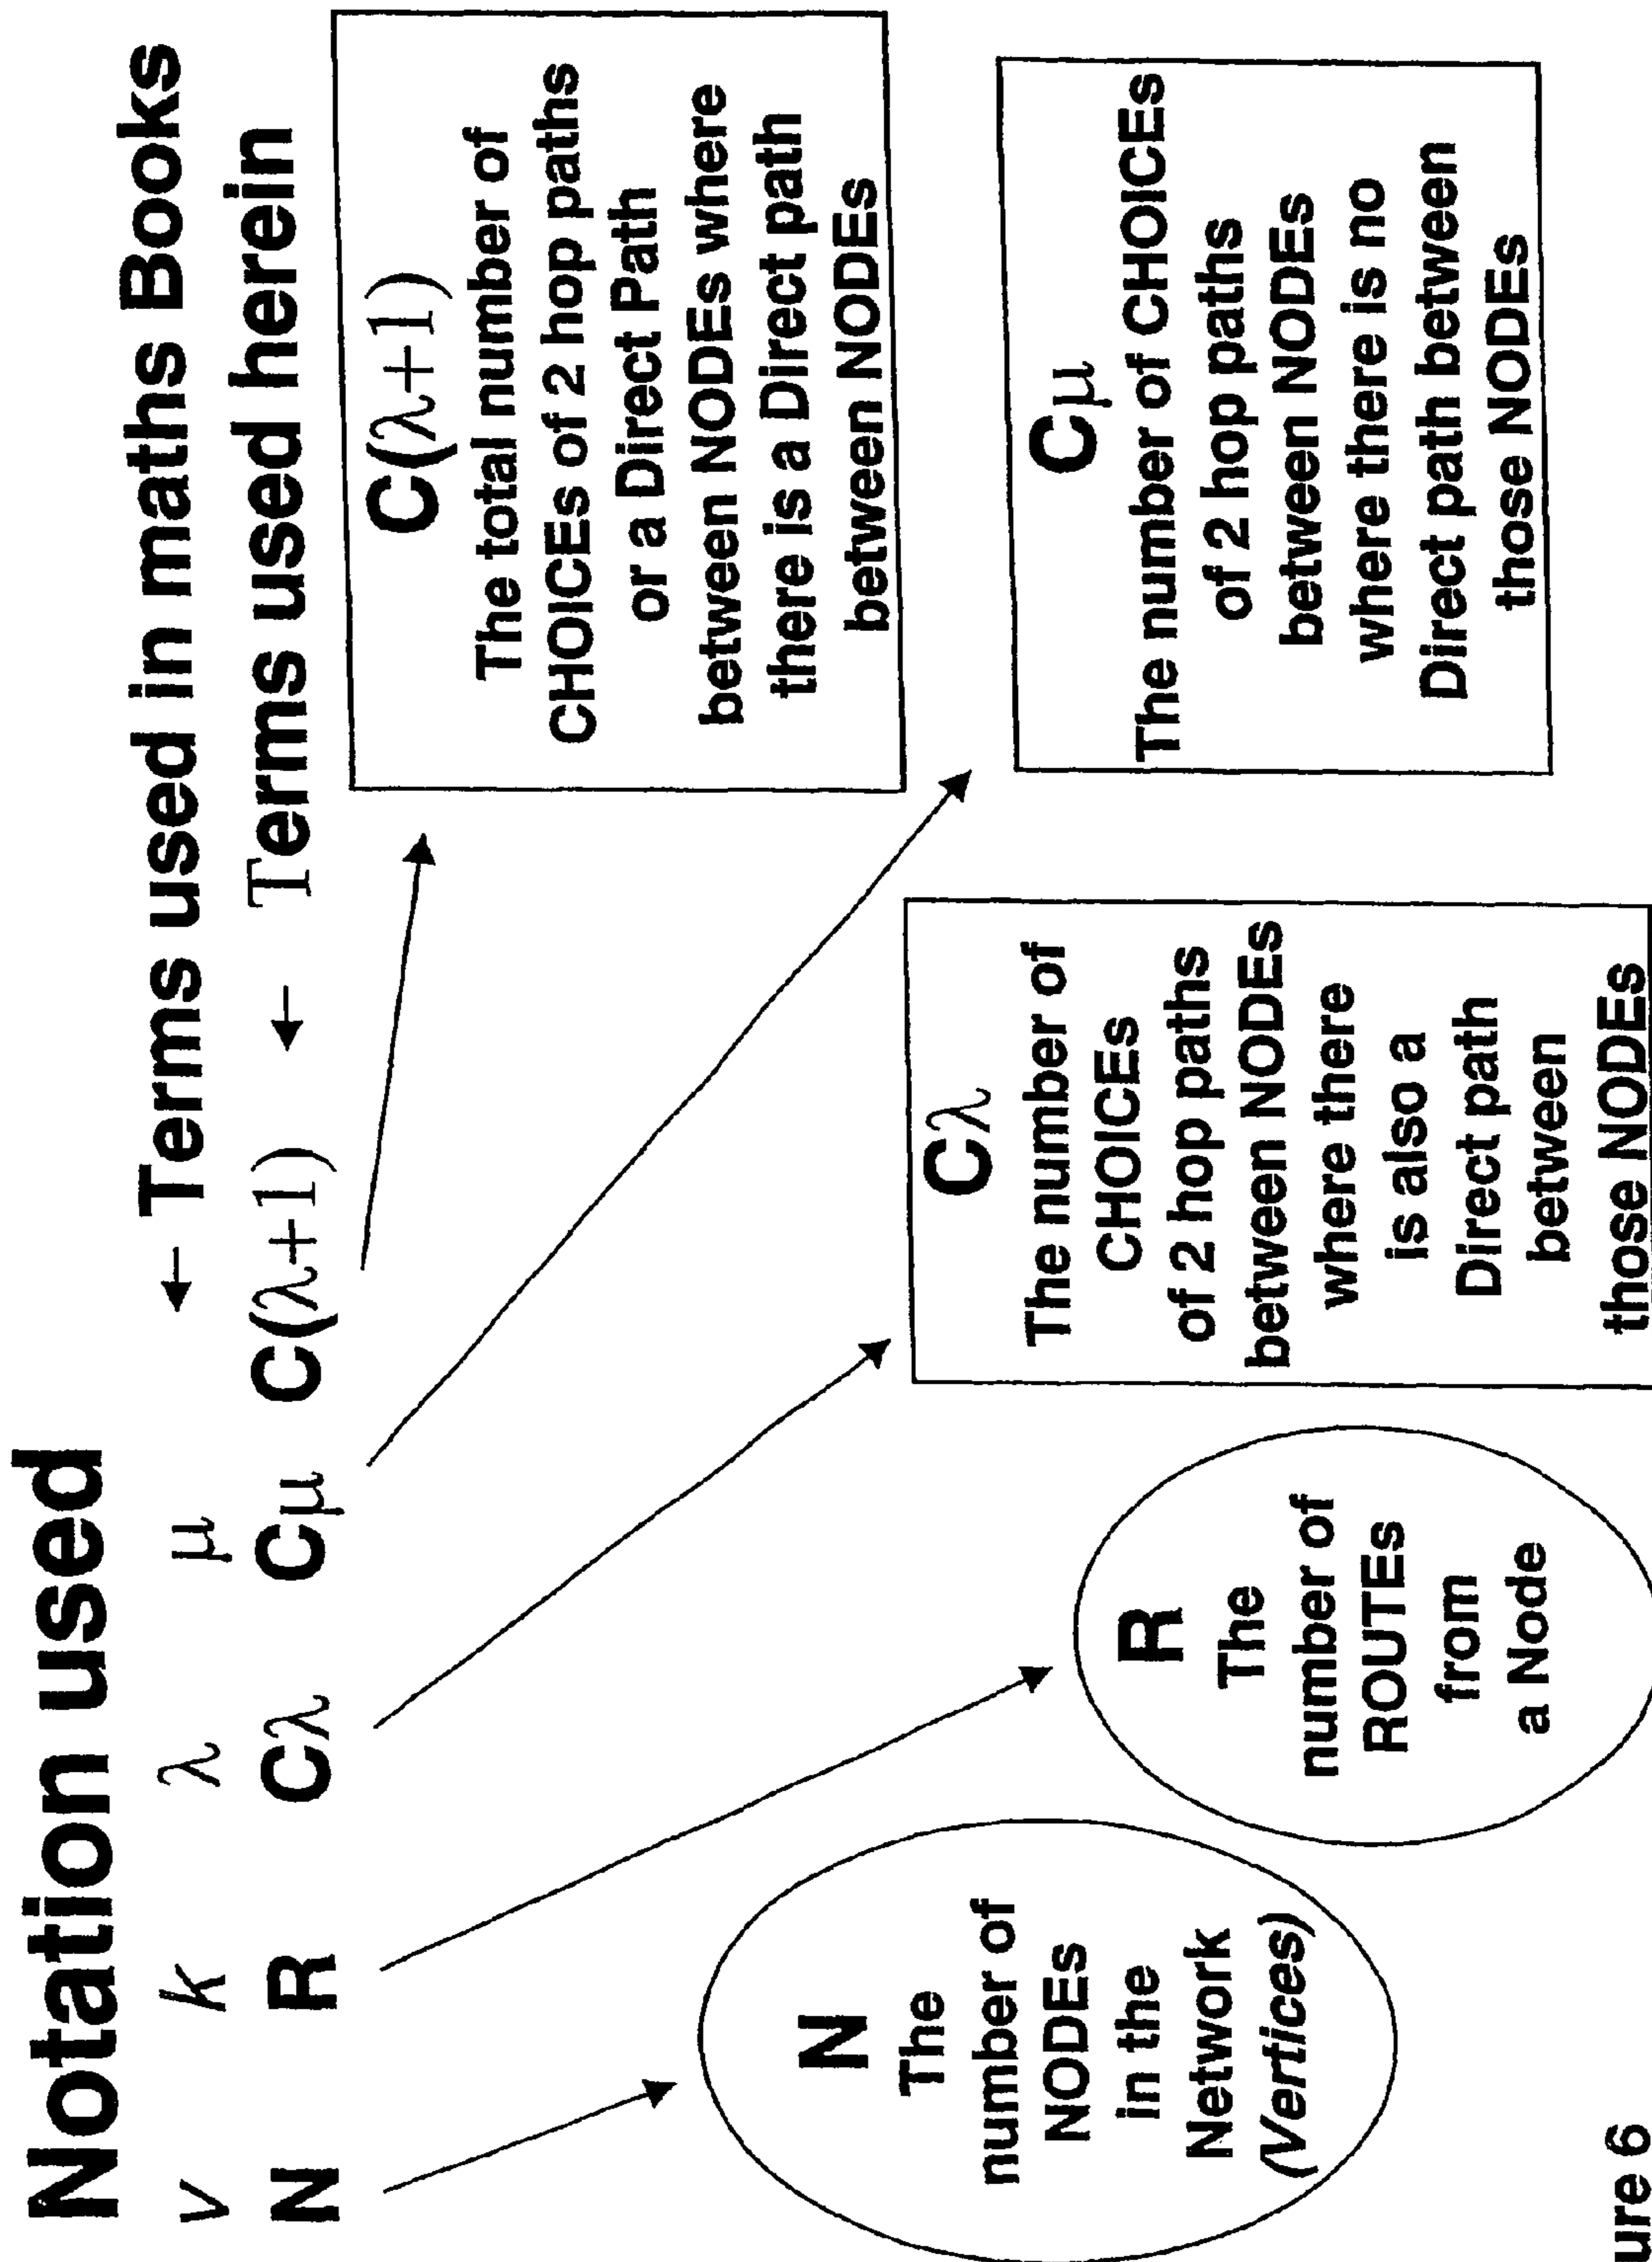 Notation used
v k λ μ ← Terms used in maths Books
N R Cλ Cμ C(λ+1) ← Terms used herein
N
The
number of
NODEs
in the
Network
(Vertices)
R
The
number of
ROUTEs
from
a Node
Cλ
The number of
CHOICEs
of 2 hop paths
between NODEs
where there
is also a
Direct path
between
those NODEs
C(λ+1)
The total number of
CHOICEs of 2 hop paths
or a Direct Path
between NODEs where
there is a Direct path
between NODEs
Cμ
The number of CHOICEs
of 2 hop paths
between NODEs
where there is no
Direct path between
those NODEs
ure 6